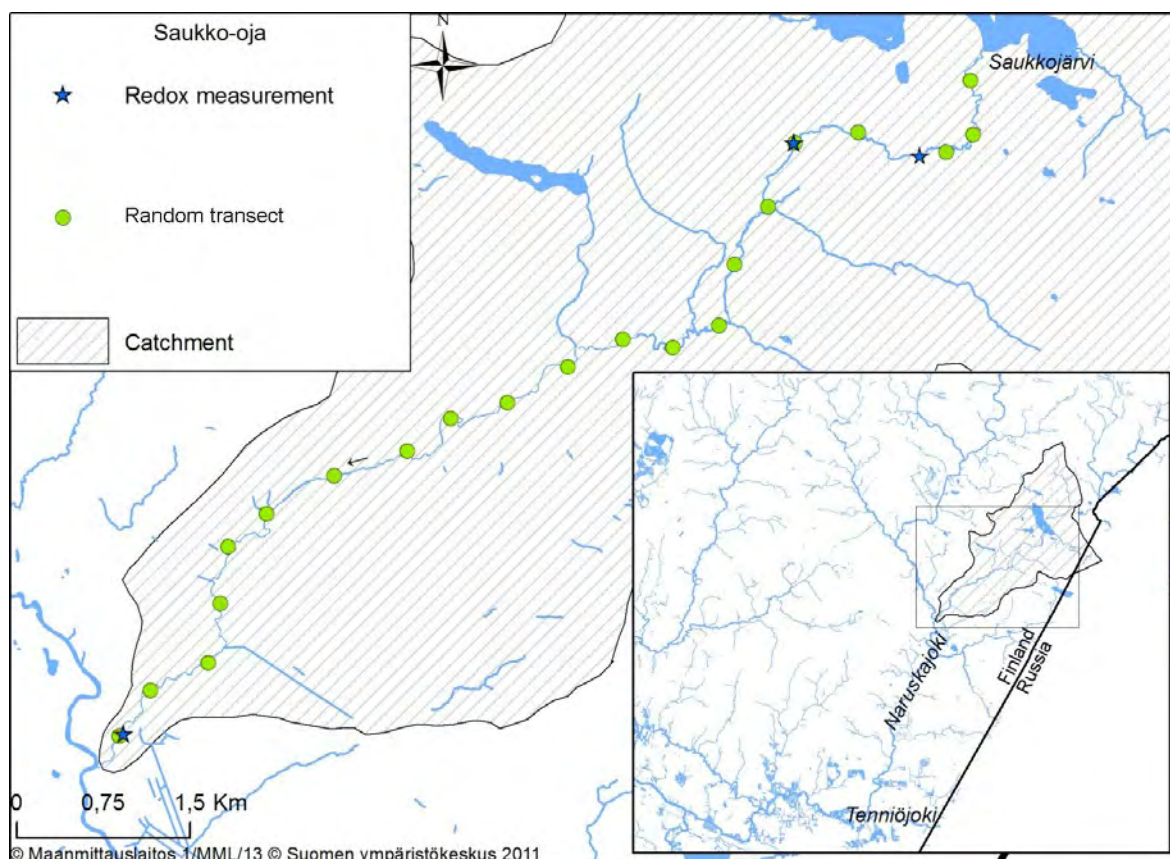 Saukko-oja
N
Redox measurement
Saukkojärvi
Random transect
Catchment
Naruskajoki
Finland
Russia
Tenniöjoki
0 0,75 1,5 Km
© Maanmittauslaitos 1/MML/13 © Suomen ympäristökeskus 2011